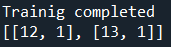 Trainig completed
[[12, 1], [13, 1]]